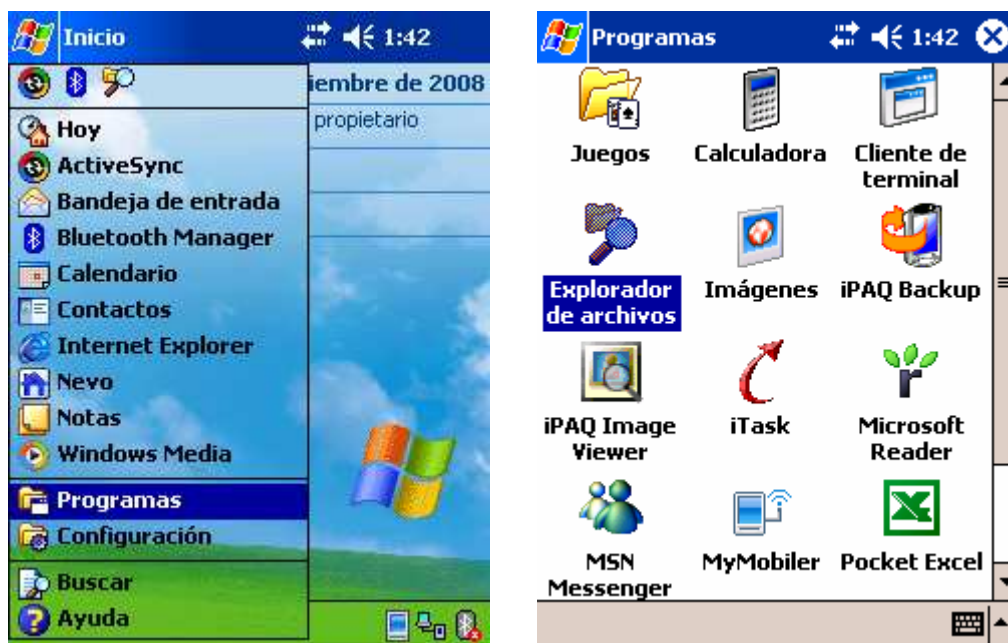 Inicio
1:42
iembre de 2008
propietario
Hoy
ActiveSync
Bandeja de entrada
Bluetooth Manager
Calendario
Contactos
Internet Explorer
Nevo
Notas
Windows Media
Programas
Configuración
Buscar
Ayuda
Programas
1:42
Juegos
Calculadora
Cliente de
terminal
Explorador
de archivos
Imágenes
iPAQ Backup
iPAQ Image
Viewer
iTask
Microsoft
Reader
MSN
Messenger
MyMobiler
Pocket Excel